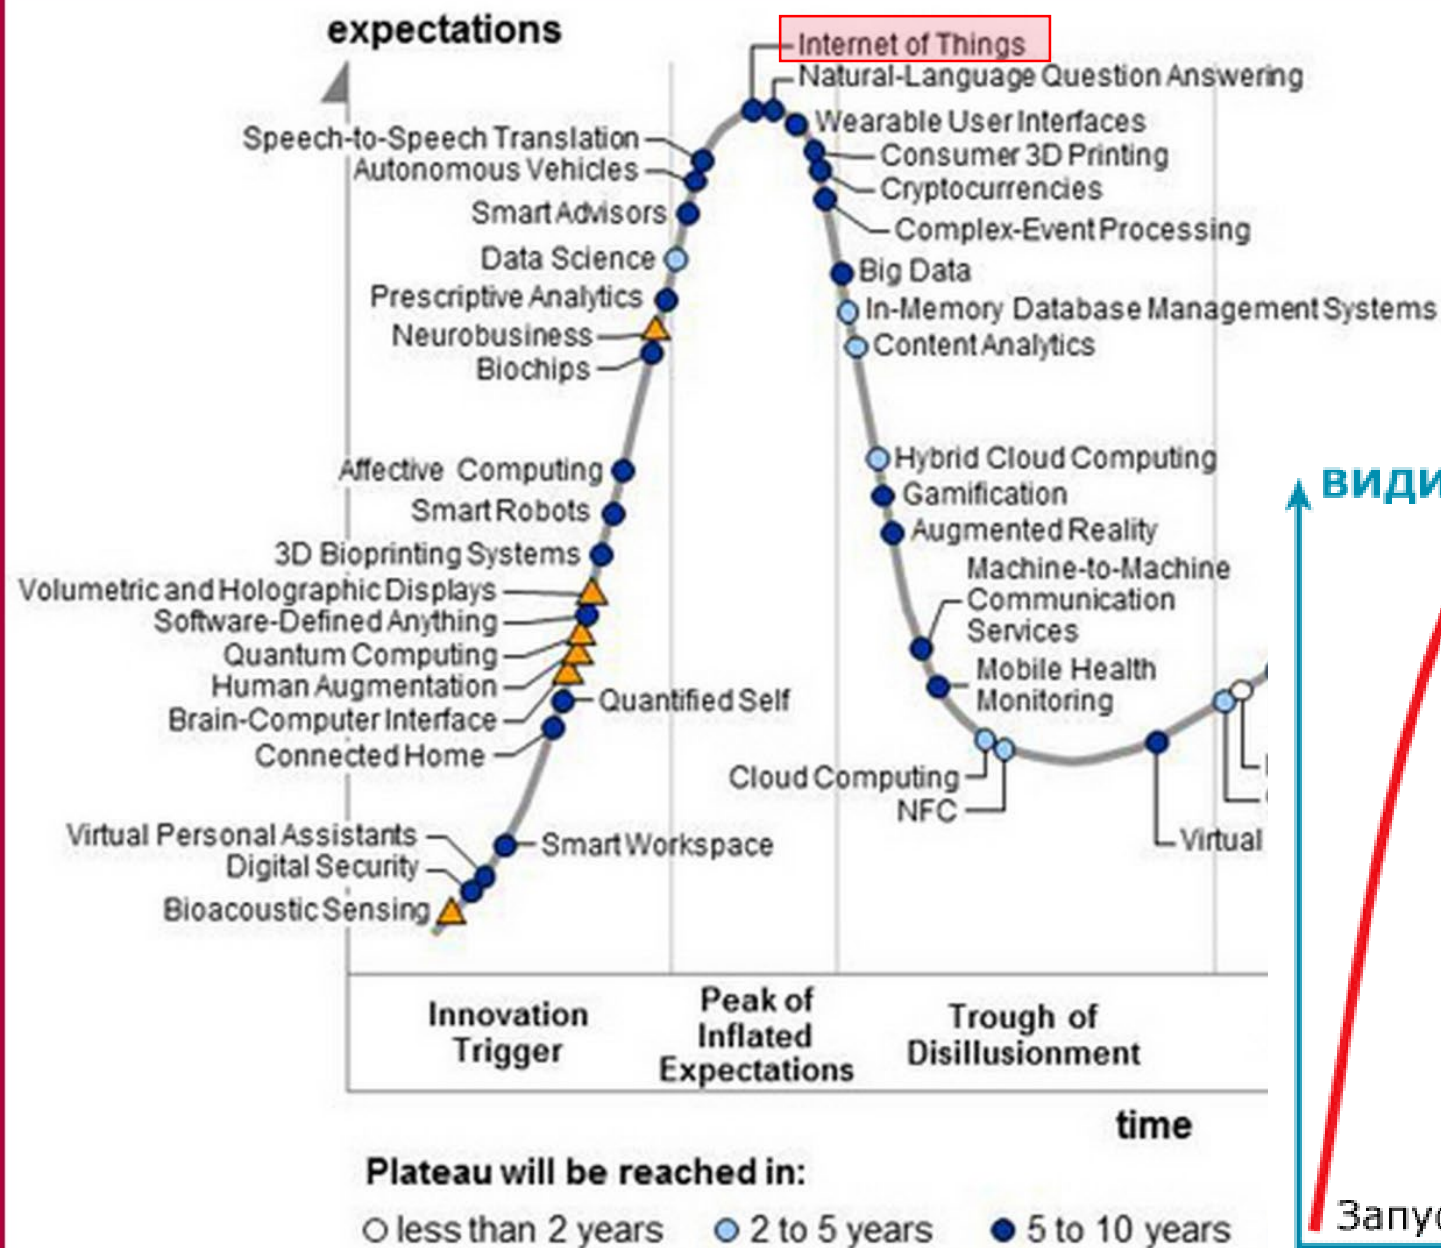 expectations
Internet of Things
Natural-Language Question Answering
Wearable User Interfaces
Consumer 3D Printing
Cryptocurrencies
Complex-Event Processing
Big Data
In-Memory Database Management Systems
Content Analytics
Hybrid Cloud Computing
Gamification
Augmented Reality
Machine-to-Machine
Communication
Services
Mobile Health
Monitoring
Speech-to-Speech Translation
Autonomous Vehicles
Smart Advisors
Data Science
Prescriptive Analytics
Neurobusiness
Biochips
Affective Computing
Smart Robots
3D Bioprinting Systems
Volumetric and Holographic Displays
Software-Defined Anything
Quantum Computing
Human Augmentation
Brain-Computer Interface
Quantified Self
Connected Home
Cloud Computing
NFC
Virtual
Virtual Personal Assistants
Smart Workspace
Digital Security
Bioacoustic Sensing
Innovation
Trigger
Peak of
Inflated
Expectations
Trough of
Disillusionment
time
Plateau will be reached in:
less than 2 years
2 to 5 years
5 to 10 years
види
Запу